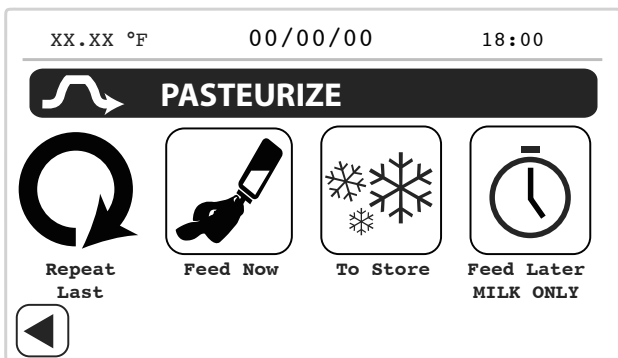 XX.XX °F 00/00/00 18:00
PASTEURIZE
Repeat Last
Feed Now
To Store
Feed Later
MILK ONLY